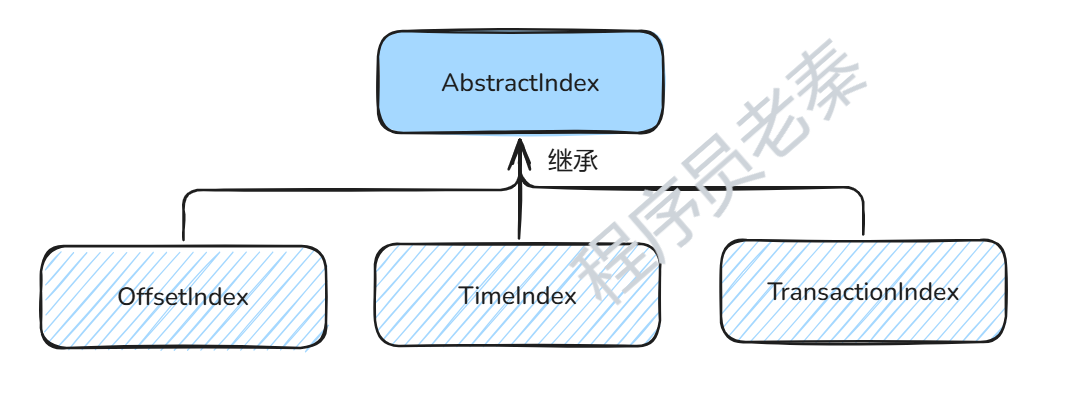 AbstractIndex
继承
程序员老秦
OffsetIndex
TimeIndex
TransactionIndex